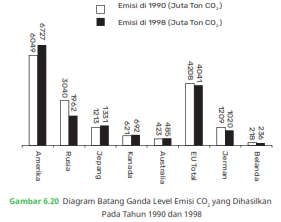 Emisi di 1990 (Juta Ton CO₂)
Emisi di 1998 (Juta Ton CO₂)
6049 6727
3040 1962
1213 1331
621 692
423 485
4208 4041
1209 1020
218 236
Amerika
Rusia
Jepang
Kanada
Australia
EU Total
Jerman
Belanda
Gambar 6.20 Diagram Batang Ganda Level Emisi CO₂ yang Dihasilkan
Pada Tahun 1990 dan 1998